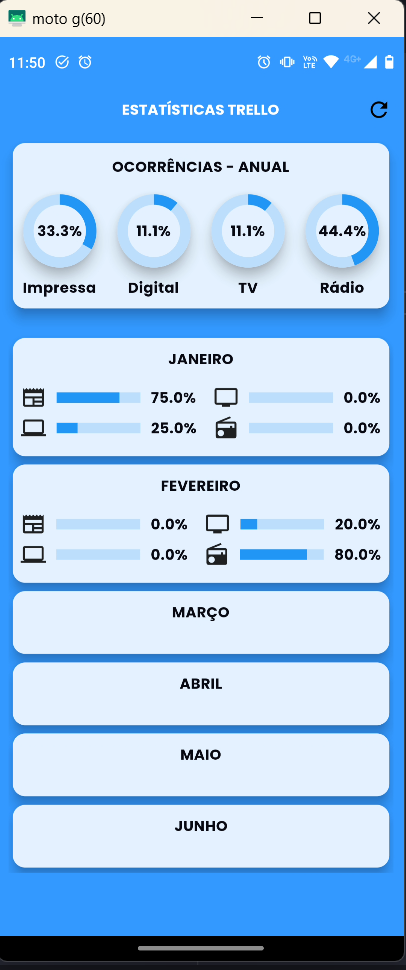 moto g(60)
11:50 Vo)) LTE 4G+
ESTATÍSTICAS TRELLO
OCORRÊNCIAS - ANUAL
33.3% 11.1% 11.1% 44.4%
Impressa Digital TV Rádio
JANEIRO
75.0% 0.0%
25.0% 0.0%
FEVEREIRO
0.0% 20.0%
0.0% 80.0%
MARÇO
ABRIL
MAIO
JUNHO